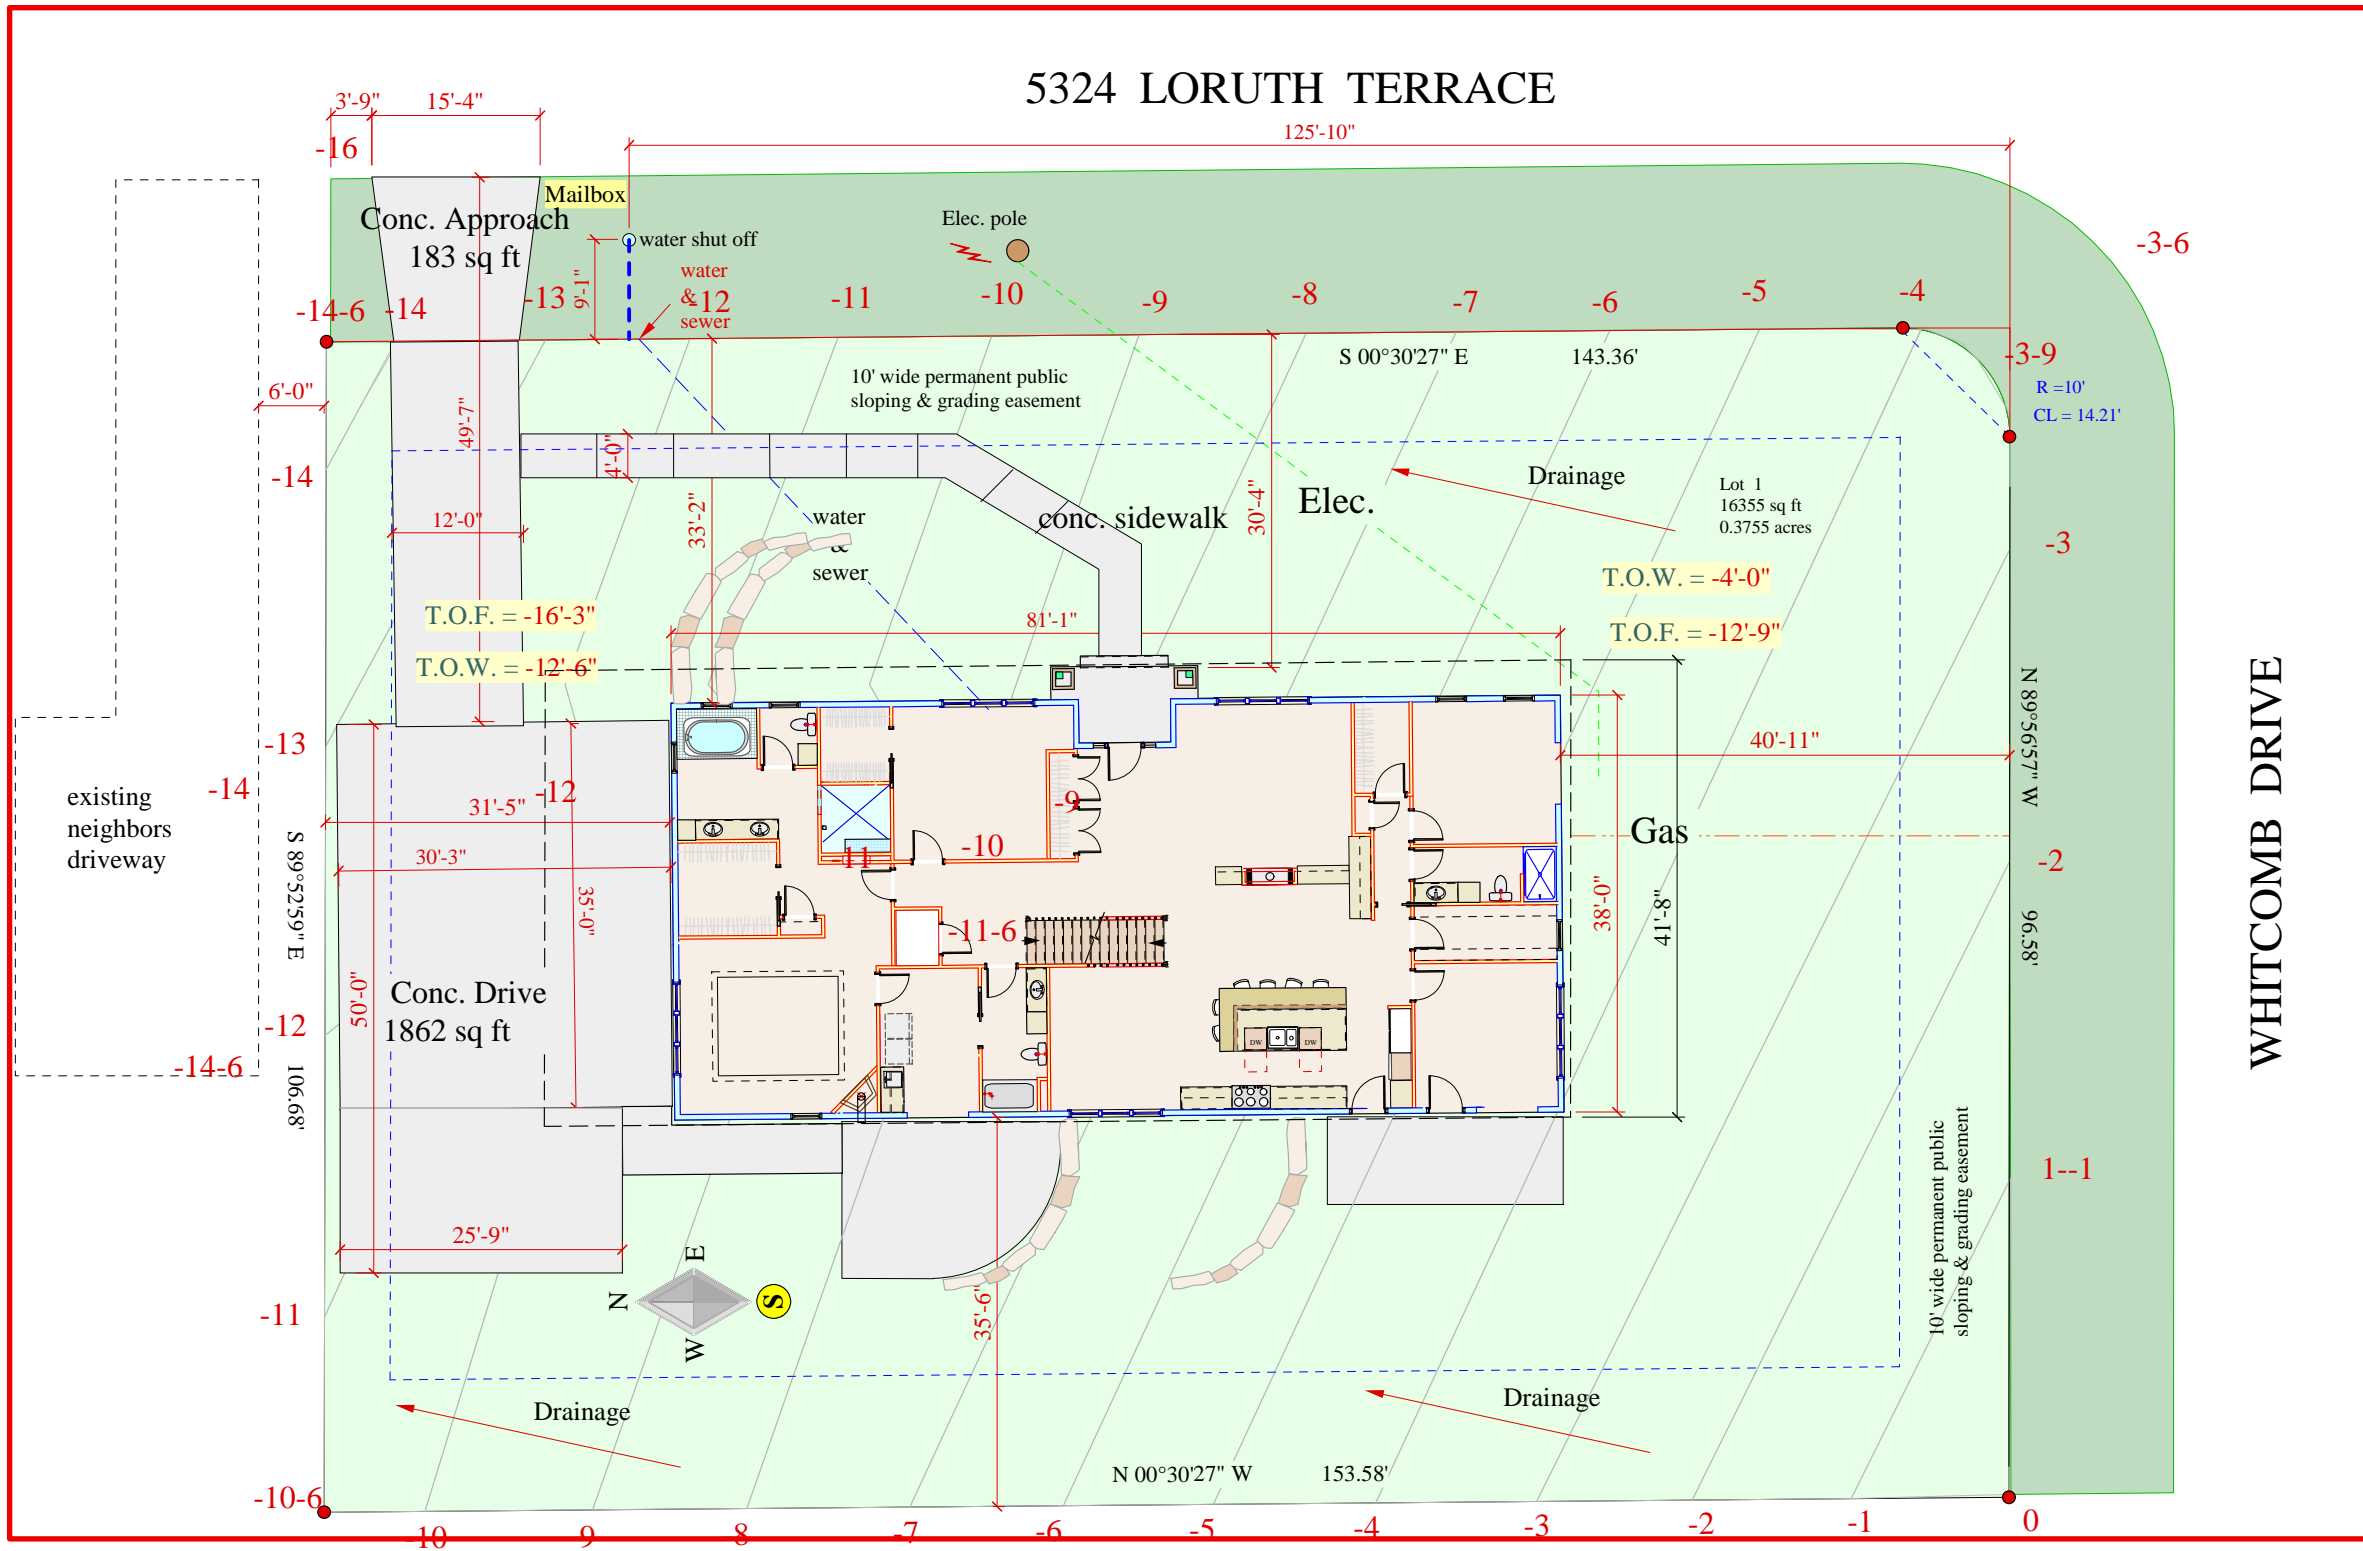 5324 LORUTH TERRACE
3'-9"
15'-4"
125'-10"
-16
Mailbox
Conc. Approach
183 sq ft
water shut off
Elec. pole
9'-1"
water
&
sewer
-3-6
-14-6
-14
-13
-12
-11
-10
-9
-8
-7
-6
-5
-4
-3-9
S 00°30'27" E
143.36'
R =10'
CL = 14.21'
6'-0"
10' wide permanent public
sloping & grading easement
49'-7"
4'-0"
-14
33'-2"
30'-4"
Elec.
Drainage
Lot 1
16355 sq ft
0.3755 acres
12'-0"
water
&
sewer
conc. sidewalk
-3
T.O.W. = -4'-0"
T.O.F. = -12'-9"
T.O.F. = -16'-3"
T.O.W. = -12'-6"
81'-1"
N 89°56'57" W
96.58'
WHITCOMB DRIVE
-13
40'-11"
-14
existing
neighbors
driveway
-12
31'-5"
-9
-10
-11
30'-3"
Gas
-2
S 89°52'59" E
106.68'
35'-0"
38'-0"
41'-8"
-11-6
50'-0"
Conc. Drive
1862 sq ft
-12
-14-6
DW
DW
1--1
10' wide permanent public
sloping & grading easement
25'-9"
E
N
S
W
35'-6"
-11
Drainage
Drainage
N 00°30'27" W
153.58'
-10-6
-10
9
8
-7
-6
-5
-4
-3
-2
-1
0